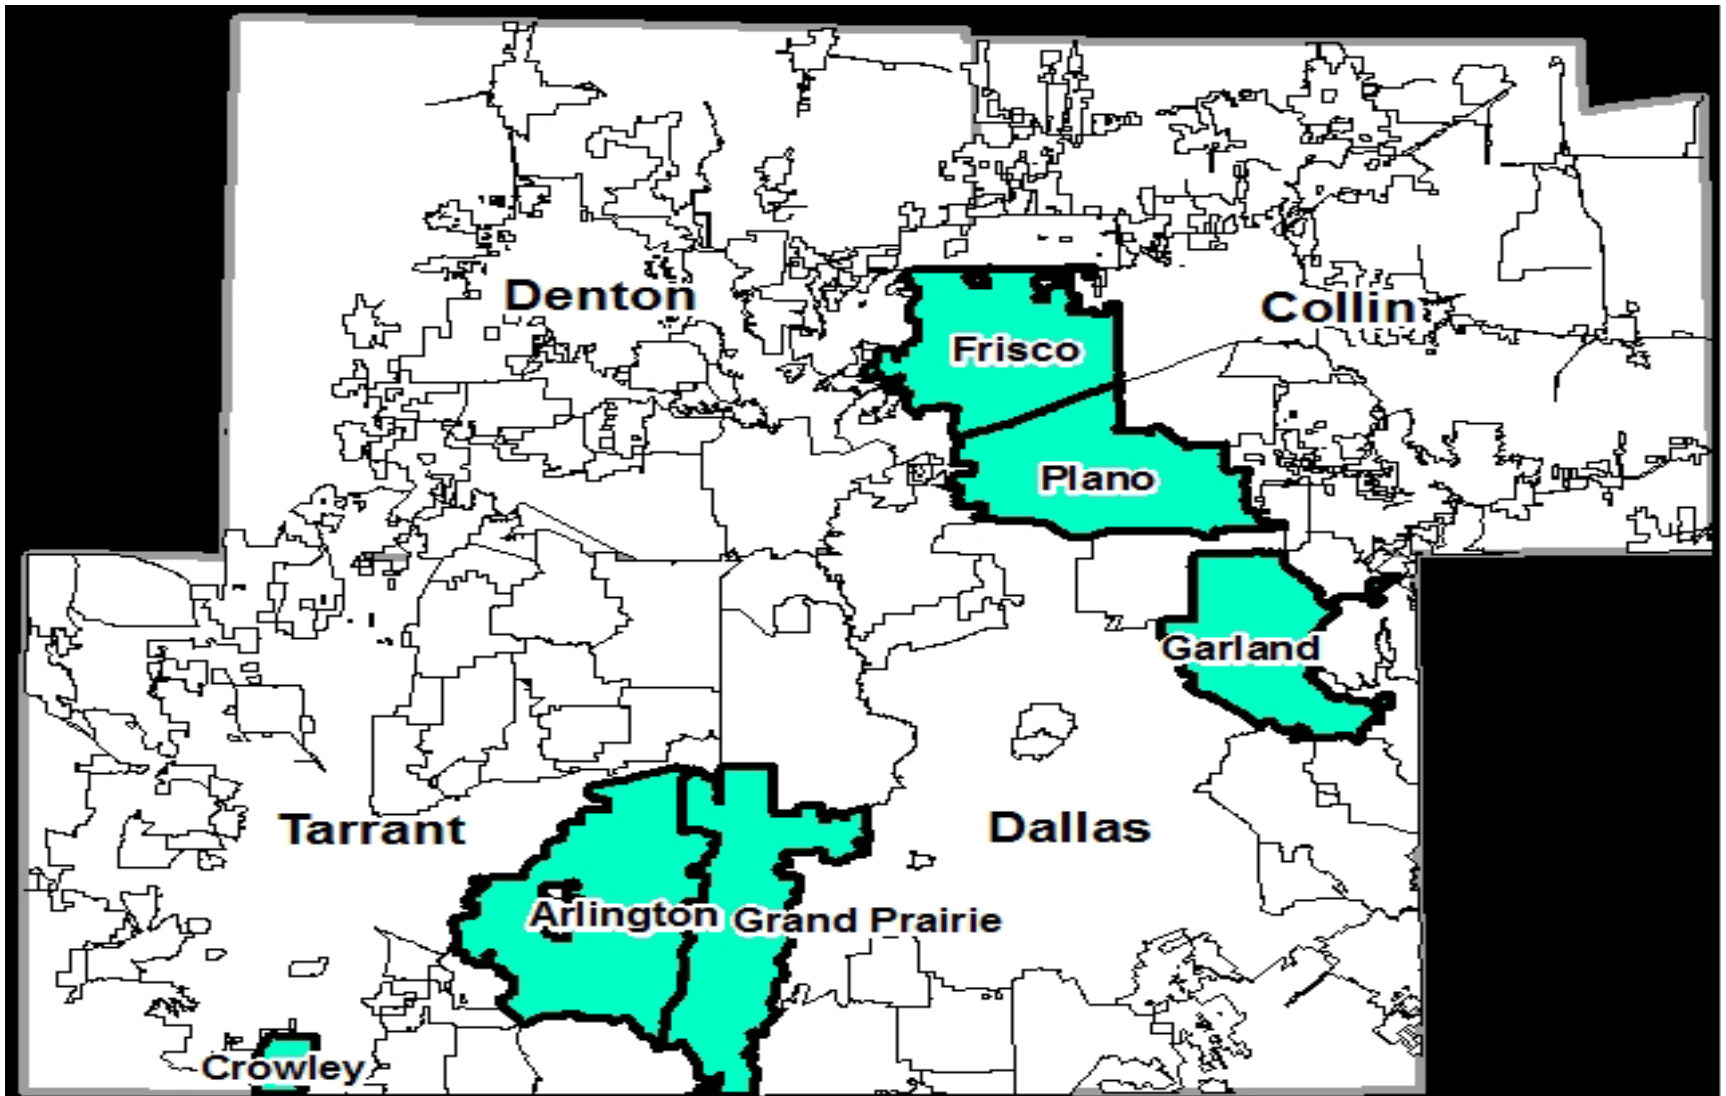 Denton
Collin
Frisco
Plano
Garland
Tarrant
Dallas
Arlington
Grand Prairie
Crowley